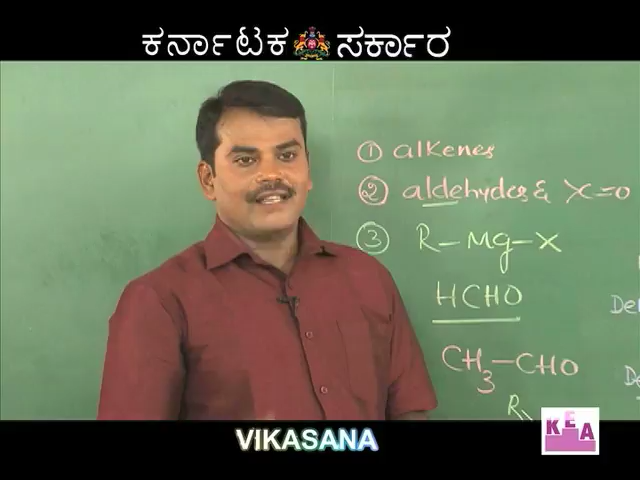 ಕರ್ನಾಟಕ ಸರ್ಕಾರ
① alkenes
② aldehydes & X=O
③ R–Mg–X
HCHO
CH₃–CHO
R
VIKASANA
KEA